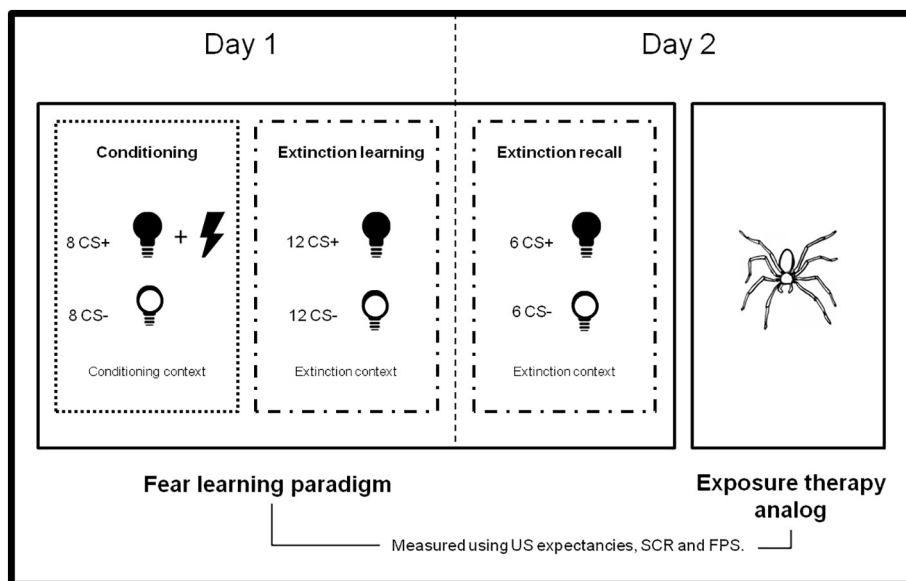 Day 1
Day 2
Conditioning
8 CS+
+
8 CS-
Conditioning context
Extinction learning
12 CS+
12 CS-
Extinction context
Extinction recall
6 CS+
6 CS-
Extinction context
Fear learning paradigm
Exposure therapy
analog
Measured using US expectancies, SCR and FPS.